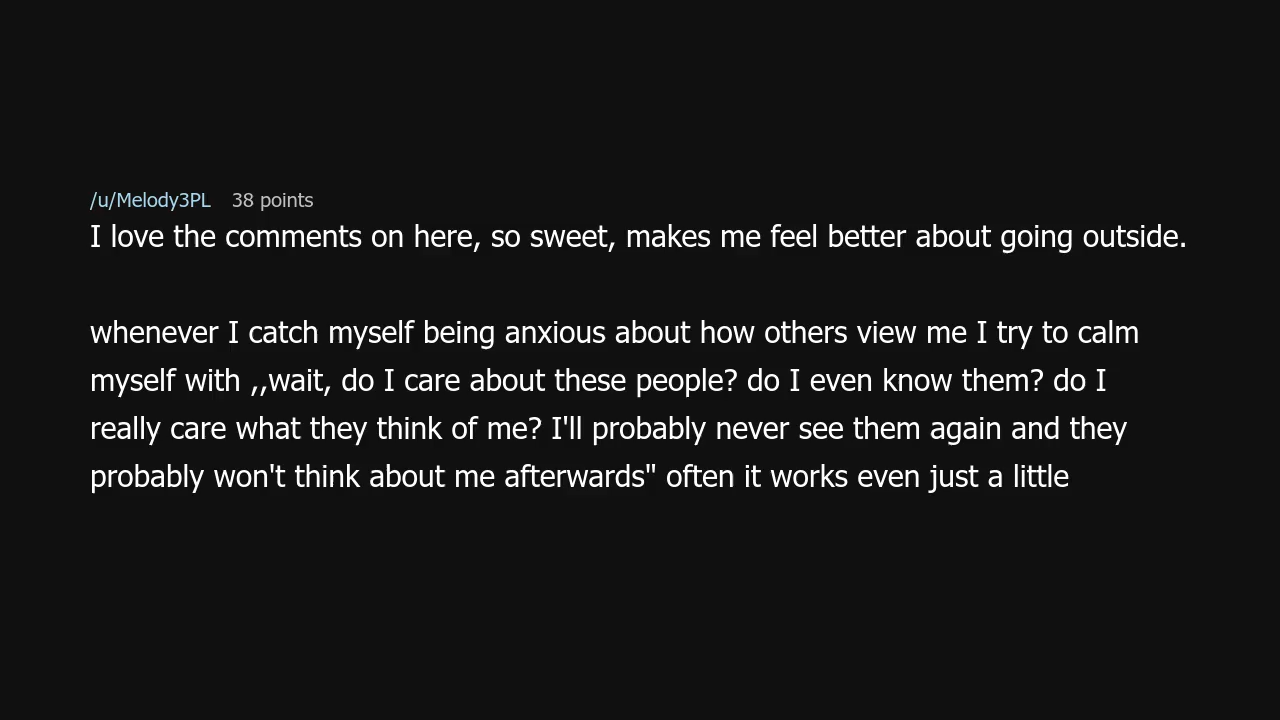 /u/Melody3PL 38 points
I love the comments on here, so sweet, makes me feel better about going outside.
whenever I catch myself being anxious about how others view me I try to calm
myself with ,,wait, do I care about these people? do I even know them? do I
really care what they think of me? I'll probably never see them again and they
probably won't think about me afterwards" often it works even just a little